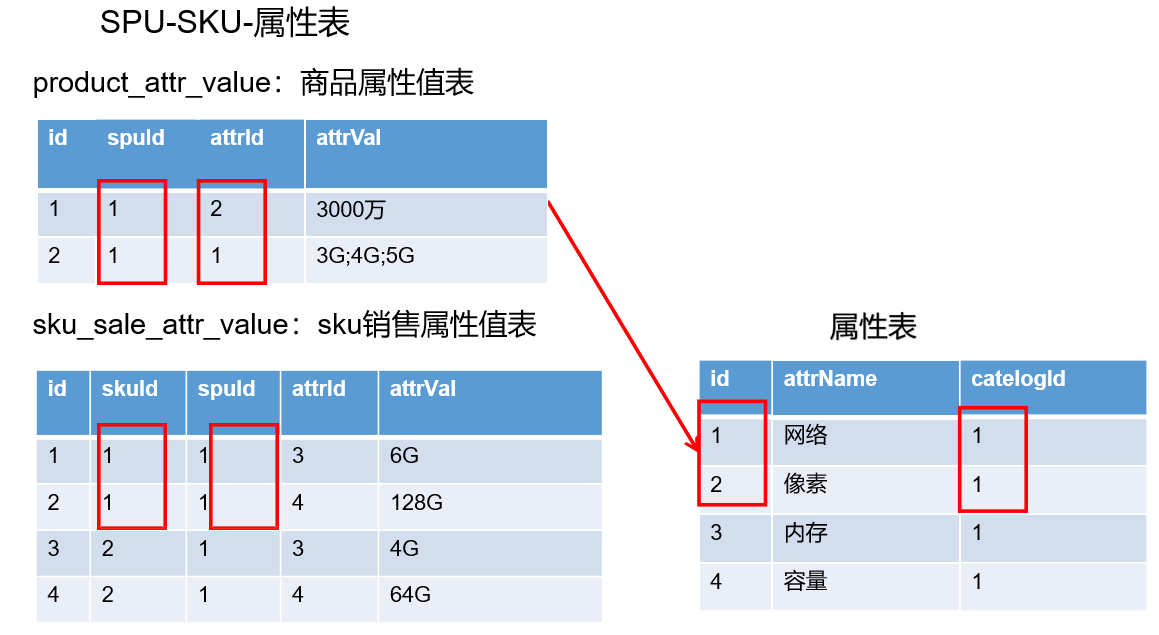 SPU-SKU-属性表
product_attr_value：商品属性值表
id spuId attrId attrVal
1 1 2 3000万
2 1 1 3G;4G;5G
sku_sale_attr_value：sku销售属性值表
id skuId spuId attrId attrVal
1 1 1 3 6G
2 1 1 4 128G
3 2 1 3 4G
4 2 1 4 64G
属性表
id attrName catelogId
1 网络 1
2 像素 1
3 内存 1
4 容量 1